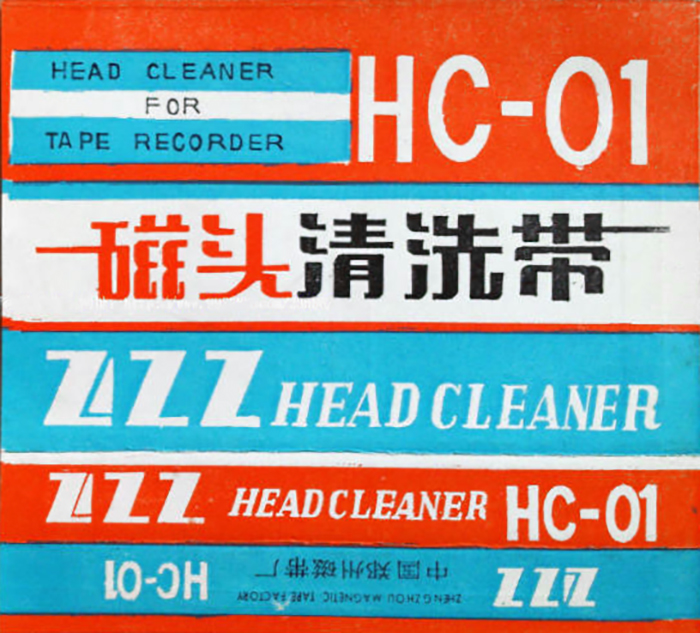 HEAD CLEANER
FOR
TAPE RECORDER
HC-01
磁头清洗带
ZZZ HEAD CLEANER
ZZZ HEAD CLEANER HC-01
ZZZ 中国郑州磁带厂 HC-01
ZHENGZHOU MAGNETIC TAPE FACTORY